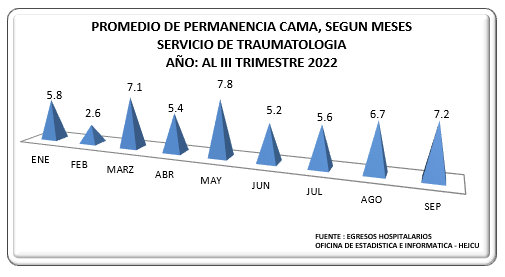 PROMEDIO DE PERMANENCIA CAMA, SEGUN MESES
SERVICIO DE TRAUMATOLOGIA
AÑO: AL III TRIMESTRE 2022
5.8
2.6
7.1
5.4
7.8
5.2
5.6
6.7
7.2
ENE
FEB
MARZ
ABR
MAY
JUN
JUL
AGO
SEP
FUENTE : EGRESOS HOSPITALARIOS
OFICINA DE ESTADISTICA E INFORMATICA - HEJCU